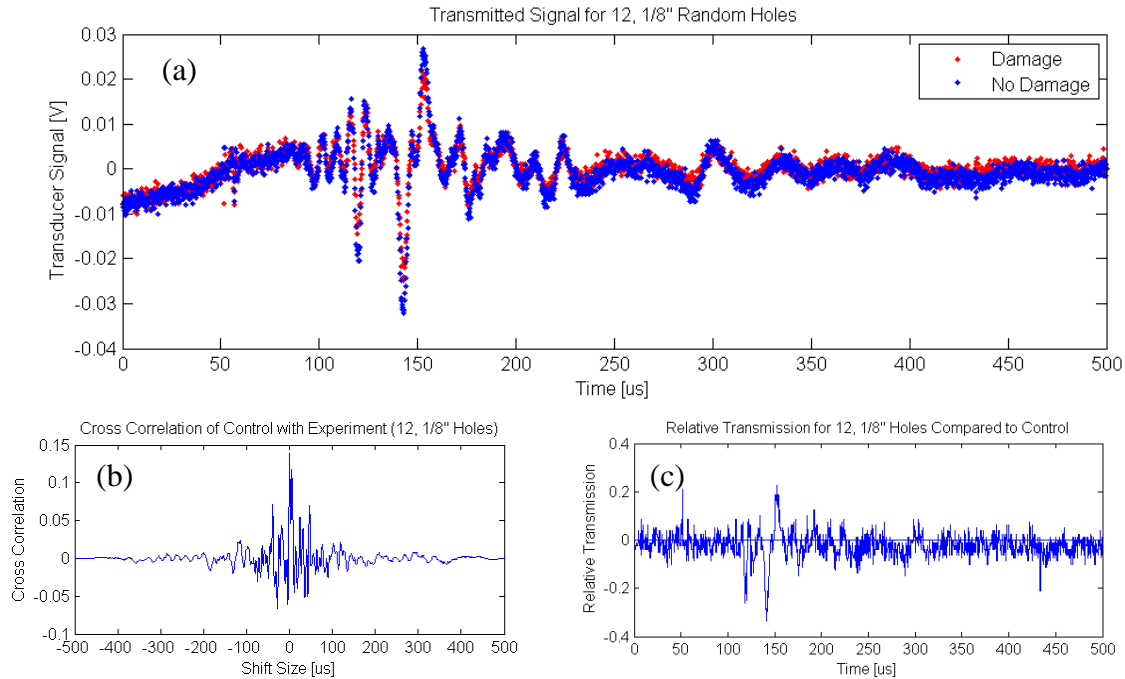 Transmitted Signal for 12, 1/8" Random Holes
(a)
Damage
No Damage
Transducer Signal [V]
0.03
0.02
0.01
0
-0.01
-0.02
-0.03
-0.04
0 50 100 150 200 250 300 350 400 450 500
Time [us]
Cross Correlation of Control with Experiment (12, 1/8" Holes)
(b)
Cross Correlation
0.15
0.1
0.05
0
-0.05
-0.1
-500 -400 -300 -200 -100 0 100 200 300 400 500
Shift Size [us]
Relative Transmission for 12, 1/8" Holes Compared to Control
(c)
Relative Transmission
0.4
0.2
0
-0.2
-0.4
0 50 100 150 200 250 300 350 400 450 500
Time [us]